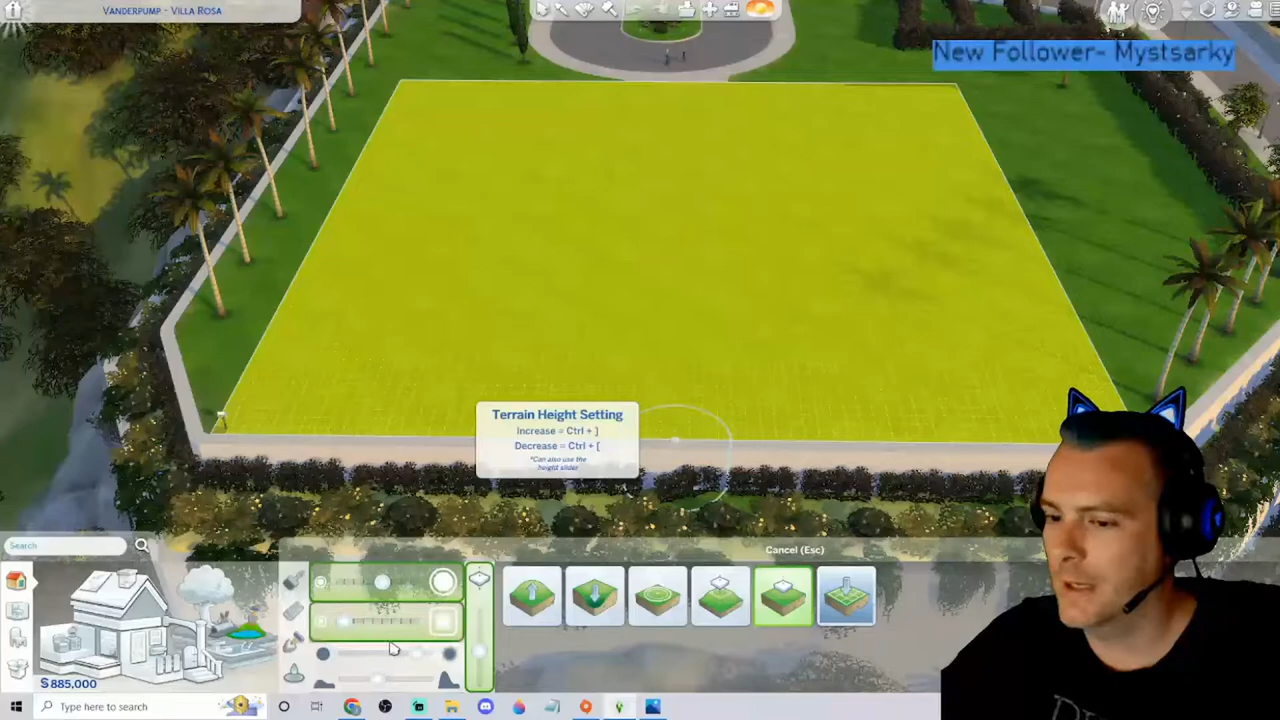 Vanderpump - Villa Rosa
New Follower- Mystsarky
Terrain Height Setting
Increase = Ctrl + ]
Decrease = Ctrl + [
*Can also use the
height slider
Cancel (Esc)
Search
§885,000
Type here to search